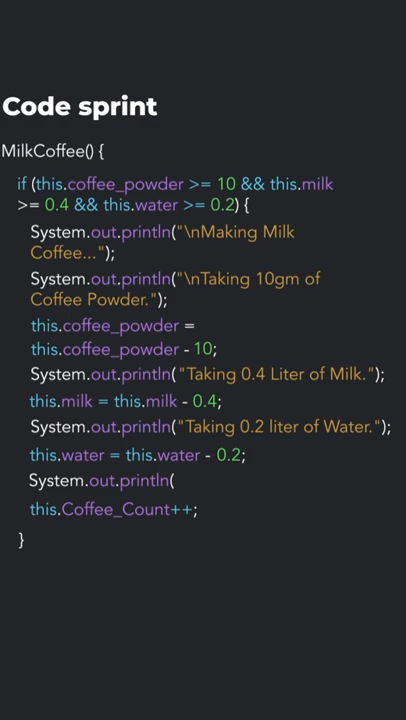 Code sprint
MilkCoffee() {
if (this.coffee_powder >= 10 && this.milk
>= 0.4 && this.water >= 0.2) {
System.out.println("\nMaking Milk
Coffee...");
System.out.println("\nTaking 10gm of
Coffee Powder.");
this.coffee_powder =
this.coffee_powder - 10;
System.out.println("Taking 0.4 Liter of Milk.");
this.milk = this.milk - 0.4;
System.out.println("Taking 0.2 liter of Water.");
this.water = this.water - 0.2;
System.out.println(
this.Coffee_Count++;
}